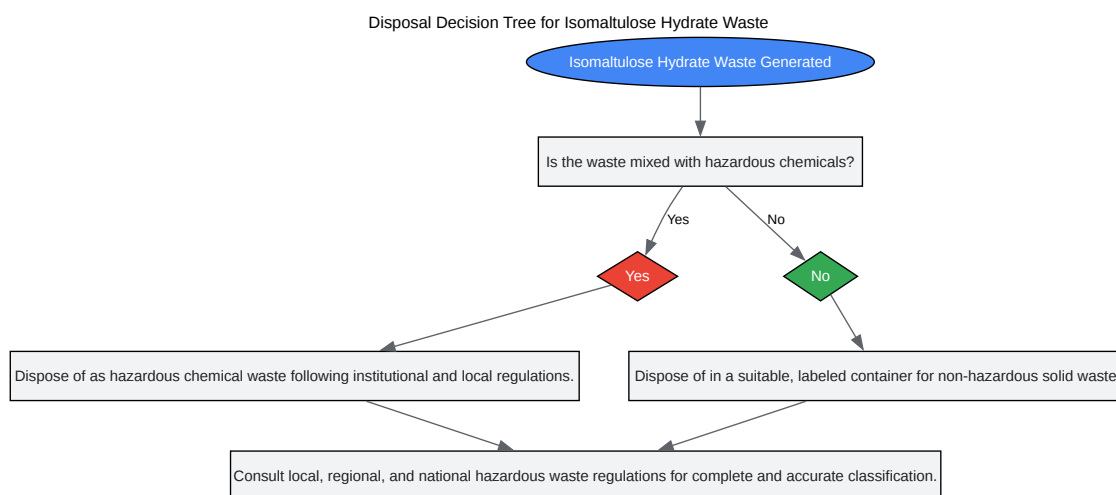 Disposal Decision Tree for Isomaltulose Hydrate Waste
Isomaltulose Hydrate Waste Generated
Is the waste mixed with hazardous chemicals?
Yes
No
Yes
No
Dispose of as hazardous chemical waste following institutional and local regulations.
Dispose of in a suitable, labeled container for non-hazardous solid waste
Consult local, regional, and national hazardous waste regulations for complete and accurate classification.